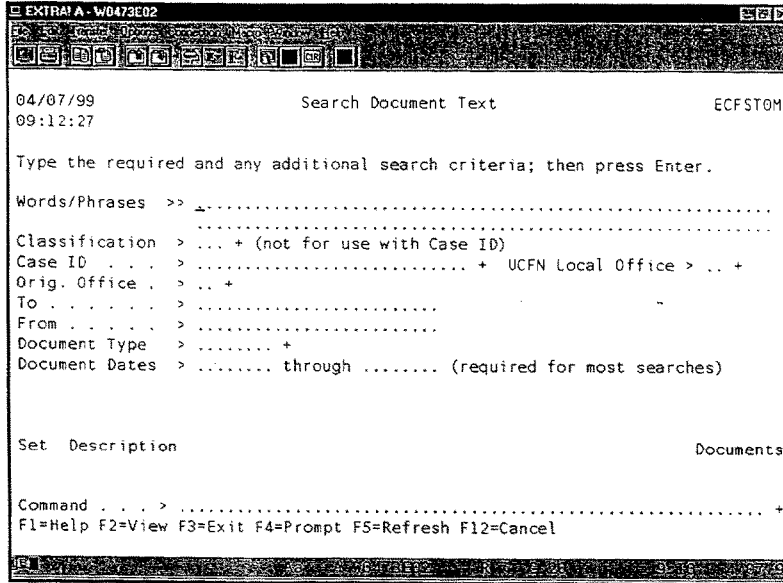 EXTRA! A - W0473E02
04/07/99 Search Document Text ECFST0M
09:12:27
Type the required and any additional search criteria; then press Enter.
Words/Phrases >> ..........................................................................
..........................................................................
Classification > ... + (not for use with Case ID)
Case ID . . . > ........................... + UCFN Local Office > .. +
Orig. Office . > .. +
To . . . . . . > ........................
From . . . . . > ........................
Document Type > ........ +
Document Dates > ........ through ........ (required for most searches)
Set Description Documents
Command . . . > .......................................................... +
F1=Help F2=View F3=Exit F4=Prompt F5=Refresh F12=Cancel